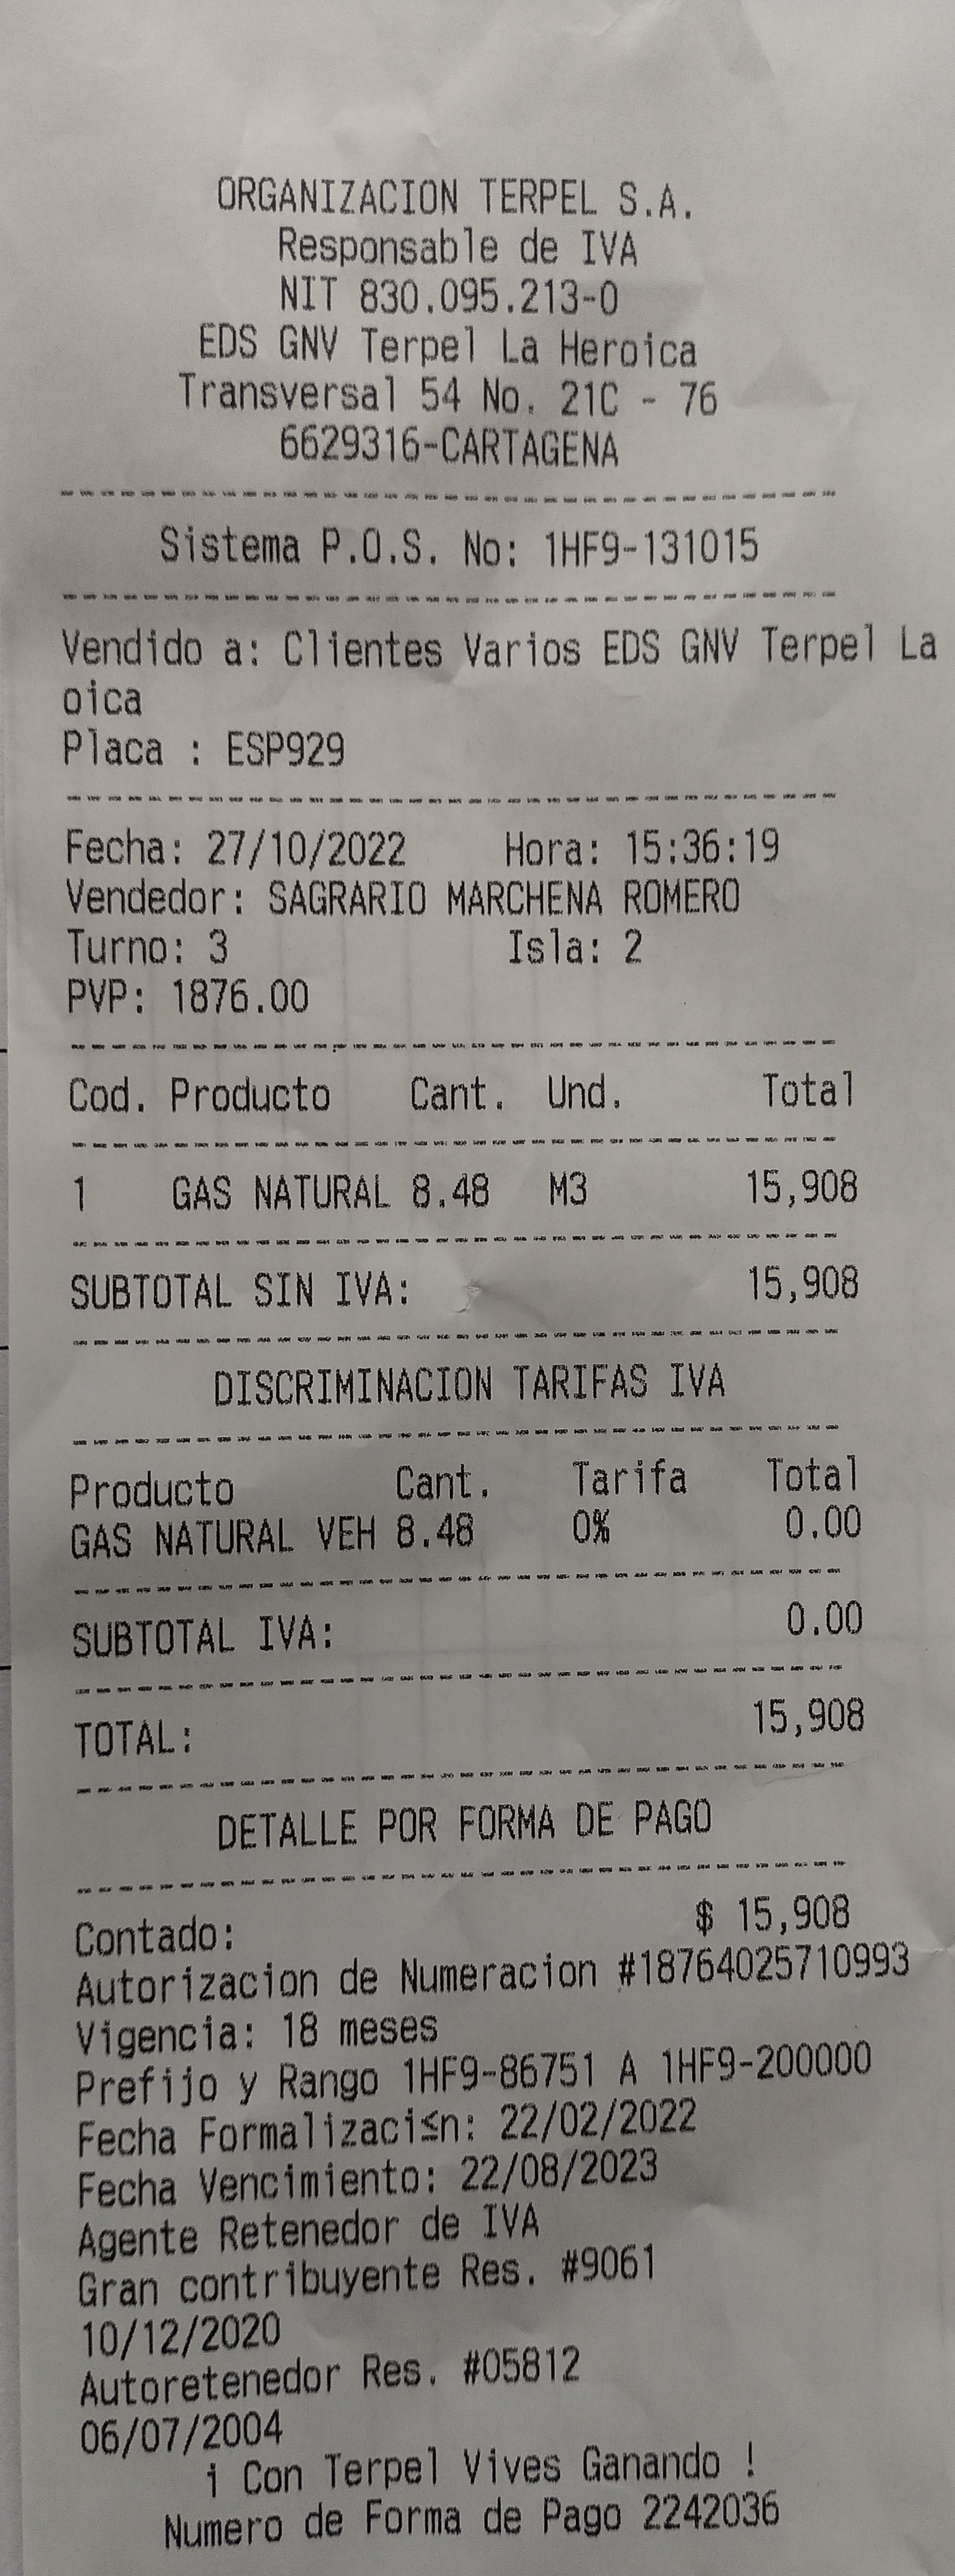 ORGANIZACION TERPEL S.A.
Responsable de IVA
NIT 830.095.213-0
EDS GNV Terpel La Heroica
Transversal 54 No. 21C - 76
6629316-CARTAGENA
Sistema P.O.S. No: 1HF9-131015
Vendido a: Clientes Varios EDS GNV Terpel La
oica
Placa : ESP929
Fecha: 27/10/2022 Hora: 15:36:19
Vendedor: SAGRARIO MARCHENA ROMERO
Turno: 3 Isla: 2
PVP: 1876.00
Cod. Producto Cant. Und. Total
1 GAS NATURAL 8.48 M3 15,908
SUBTOTAL SIN IVA: 15,908
DISCRIMINACION TARIFAS IVA
Producto Cant. Tarifa Total
GAS NATURAL VEH 8.48 0% 0.00
SUBTOTAL IVA: 0.00
TOTAL: 15,908
DETALLE POR FORMA DE PAGO
Contado: $ 15,908
Autorizacion de Numeracion #18764025710993
Vigencia: 18 meses
Prefijo y Rango 1HF9-86751 A 1HF9-200000
Fecha Formalizaci≤n: 22/02/2022
Fecha Vencimiento: 22/08/2023
Agente Retenedor de IVA
Gran contribuyente Res. #9061
10/12/2020
Autoretenedor Res. #05812
06/07/2004
¡ Con Terpel Vives Ganando !
Numero de Forma de Pago 2242036